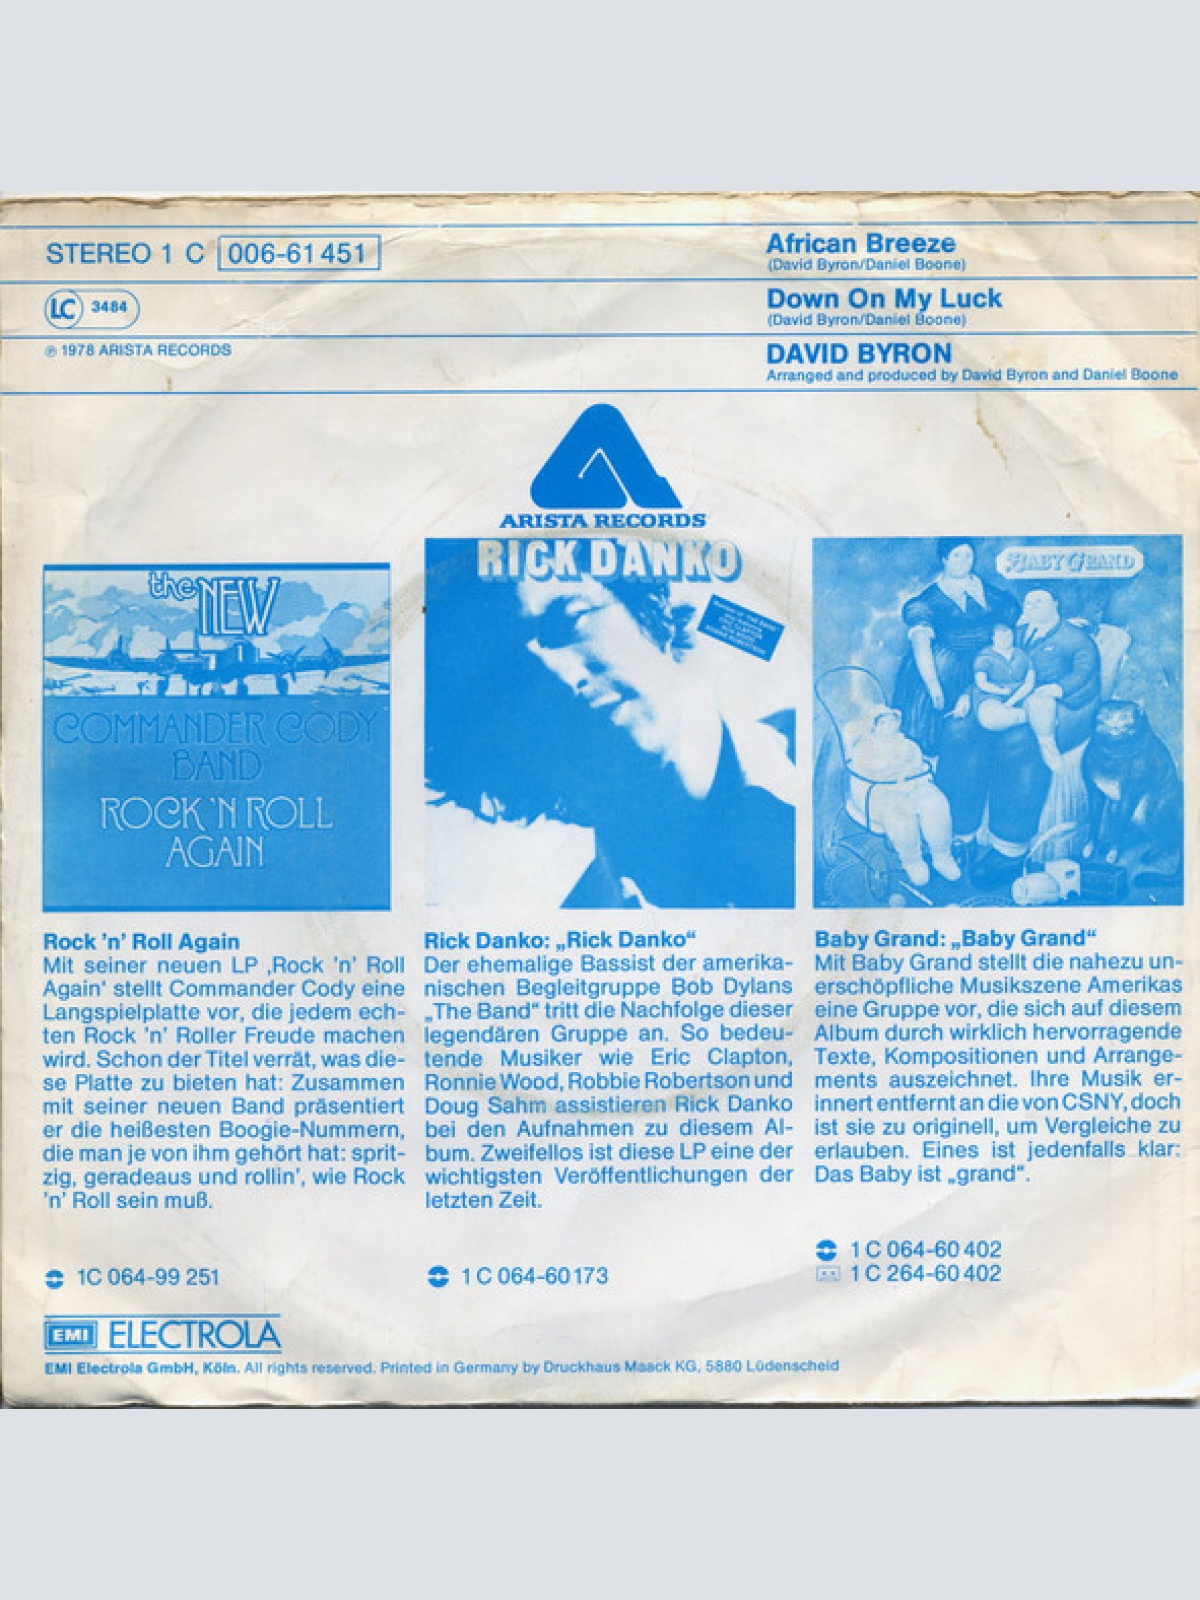 STEREO 1 C 006-61 451
LC 3484
℗ 1978 ARISTA RECORDS
African Breeze
(David Byron/Daniel Boone)
Down On My Luck
(David Byron/Daniel Boone)
DAVID BYRON
Arranged and produced by David Byron and Daniel Boone
ARISTA RECORDS
the NEW
COMMANDER CODY
BAND
ROCK 'N ROLL
AGAIN
RICK DANKO
BABY GRAND
Rock 'n' Roll Again
Mit seiner neuen LP ‚Rock 'n' Roll
Again‘ stellt Commander Cody eine
Langspielplatte vor, die jedem ech-
ten Rock 'n' Roller Freude machen
wird. Schon der Titel verrät, was die-
se Platte zu bieten hat: Zusammen
mit seiner neuen Band präsentiert
er die heißesten Boogie-Nummern,
die man je von ihm gehört hat: sprit-
zig, geradeaus und rollin', wie Rock
'n' Roll sein muß.
1C 064-99 251
Rick Danko: „Rick Danko“
Der ehemalige Bassist der amerika-
nischen Begleitgruppe Bob Dylans
„The Band“ tritt die Nachfolge dieser
legendären Gruppe an. So bedeu-
tende Musiker wie Eric Clapton,
Ronnie Wood, Robbie Robertson und
Doug Sahm assistieren Rick Danko
bei den Aufnahmen zu diesem Al-
bum. Zweifellos ist diese LP eine der
wichtigsten Veröffentlichungen der
letzten Zeit.
1 C 064-60 173
Baby Grand: „Baby Grand“
Mit Baby Grand stellt die nahezu un-
erschöpfliche Musikszene Amerikas
eine Gruppe vor, die sich auf diesem
Album durch wirklich hervorragende
Texte, Kompositionen und Arrange-
ments auszeichnet. Ihre Musik er-
innert entfernt an die von CSNY, doch
ist sie zu originell, um Vergleiche zu
erlauben. Eines ist jedenfalls klar:
Das Baby ist „grand“.
1 C 064-60 402
1 C 264-60 402
EMI ELECTROLA
EMI Electrola GmbH, Köln. All rights reserved. Printed in Germany by Druckhaus Maack KG, 5880 Lüdenscheid